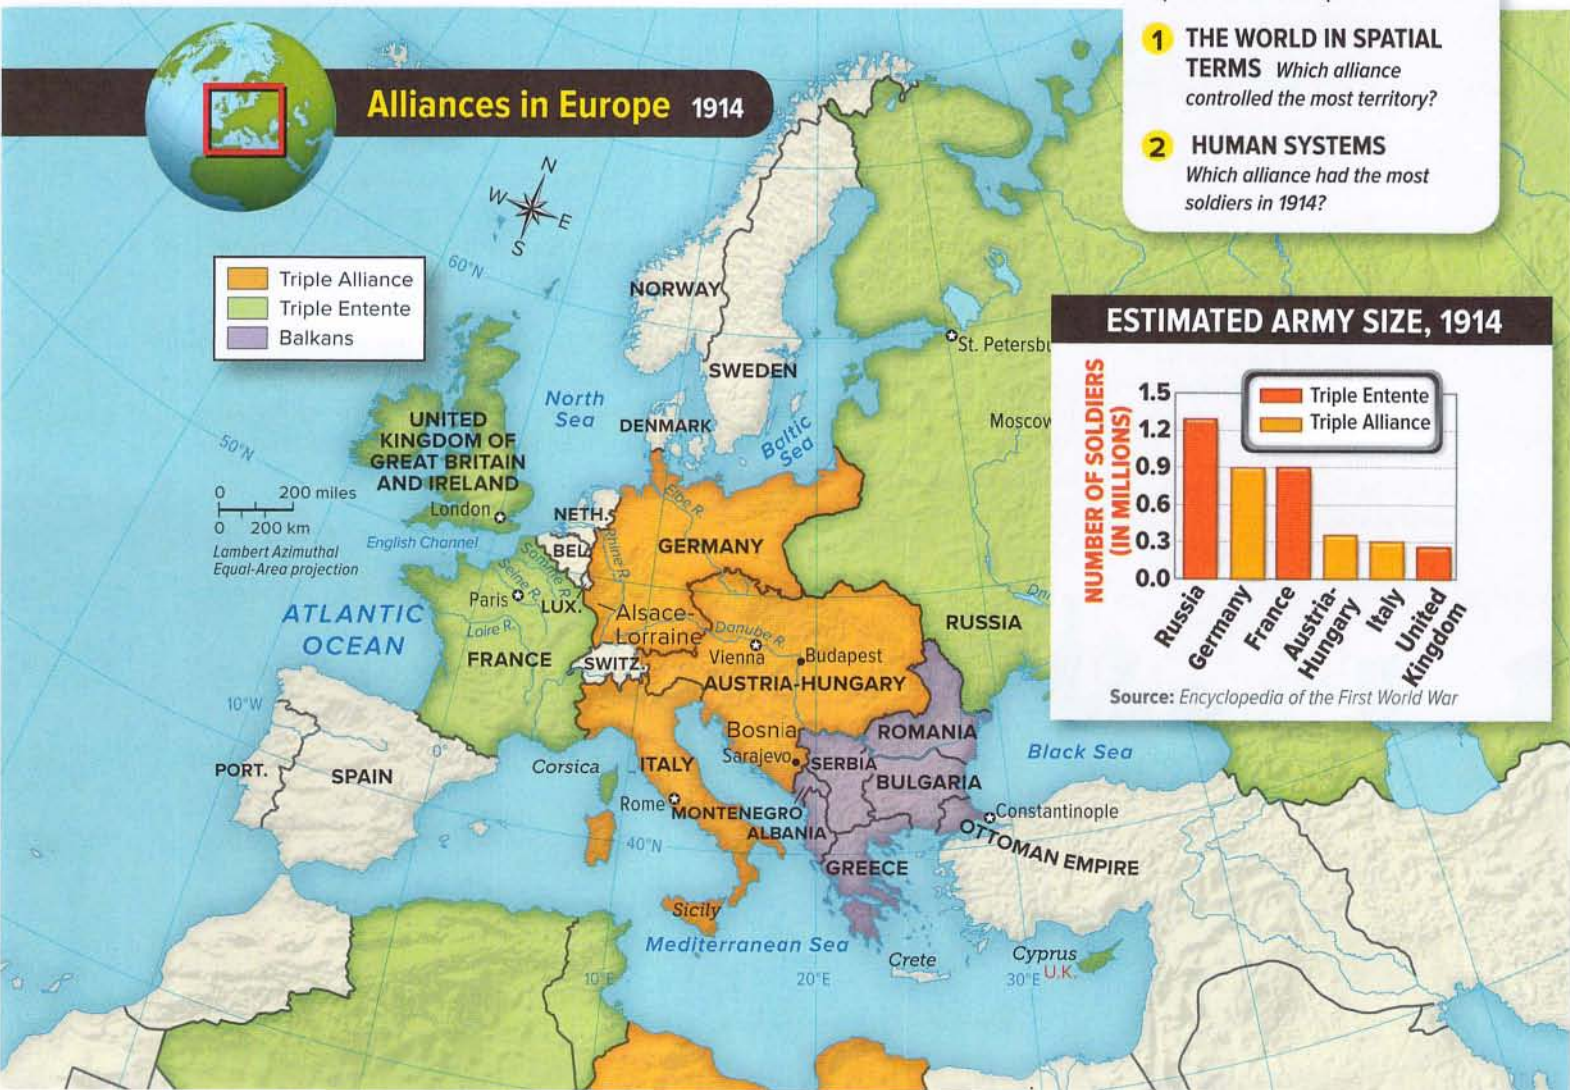 1 THE WORLD IN SPATIAL
TERMS Which alliance
controlled the most territory?
2 HUMAN SYSTEMS
Which alliance had the most
soldiers in 1914?
Alliances in Europe 1914
N
W
E
S
60°N
Triple Alliance
Triple Entente
Balkans
NORWAY
SWEDEN
St. Petersbu
North
Sea
DENMARK
Baltic
Sea
Moscow
UNITED
KINGDOM OF
GREAT BRITAIN
AND IRELAND
London
50°N
0 200 miles
0 200 km
Lambert Azimuthal
Equal-Area projection
English Channel
NETH.
BEL.
Elbe R.
Rhine R.
GERMANY
Somme R.
Seine R.
Paris
LUX.
Loire R.
Alsace-
Lorraine
Danube R.
ATLANTIC
OCEAN
FRANCE
SWITZ.
Vienna
Budapest
AUSTRIA-HUNGARY
RUSSIA
10°W
0°
Bosnia
Sarajevo
ROMANIA
SERBIA
BULGARIA
Black Sea
PORT.
SPAIN
Corsica
ITALY
Rome
MONTENEGRO
ALBANIA
Constantinople
OTTOMAN EMPIRE
40°N
GREECE
Sicily
Mediterranean Sea
Crete
Cyprus
U.K.
10°E
20°E
30°E
ESTIMATED ARMY SIZE, 1914
NUMBER OF SOLDIERS
(IN MILLIONS)
1.5
1.2
0.9
0.6
0.3
0.0
Triple Entente
Triple Alliance
Russia
Germany
France
Austria-
Hungary
Italy
United
Kingdom
Source: Encyclopedia of the First World War